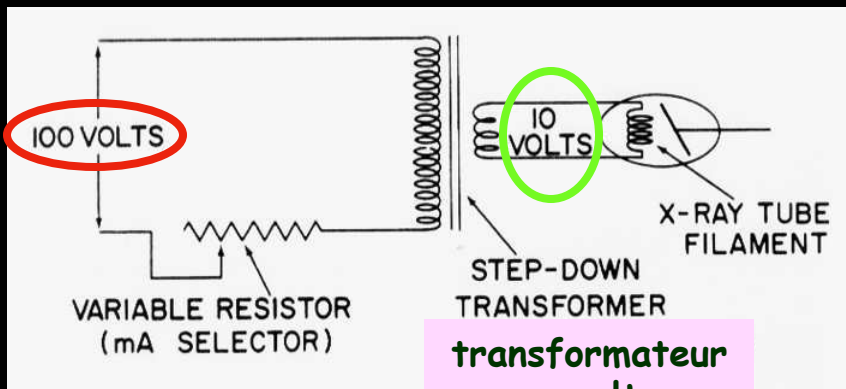 100 VOLTS
10
VOLTS
X-RAY TUBE
FILAMENT
STEP-DOWN
TRANSFORMER
VARIABLE RESISTOR
(mA SELECTOR)
transformateur